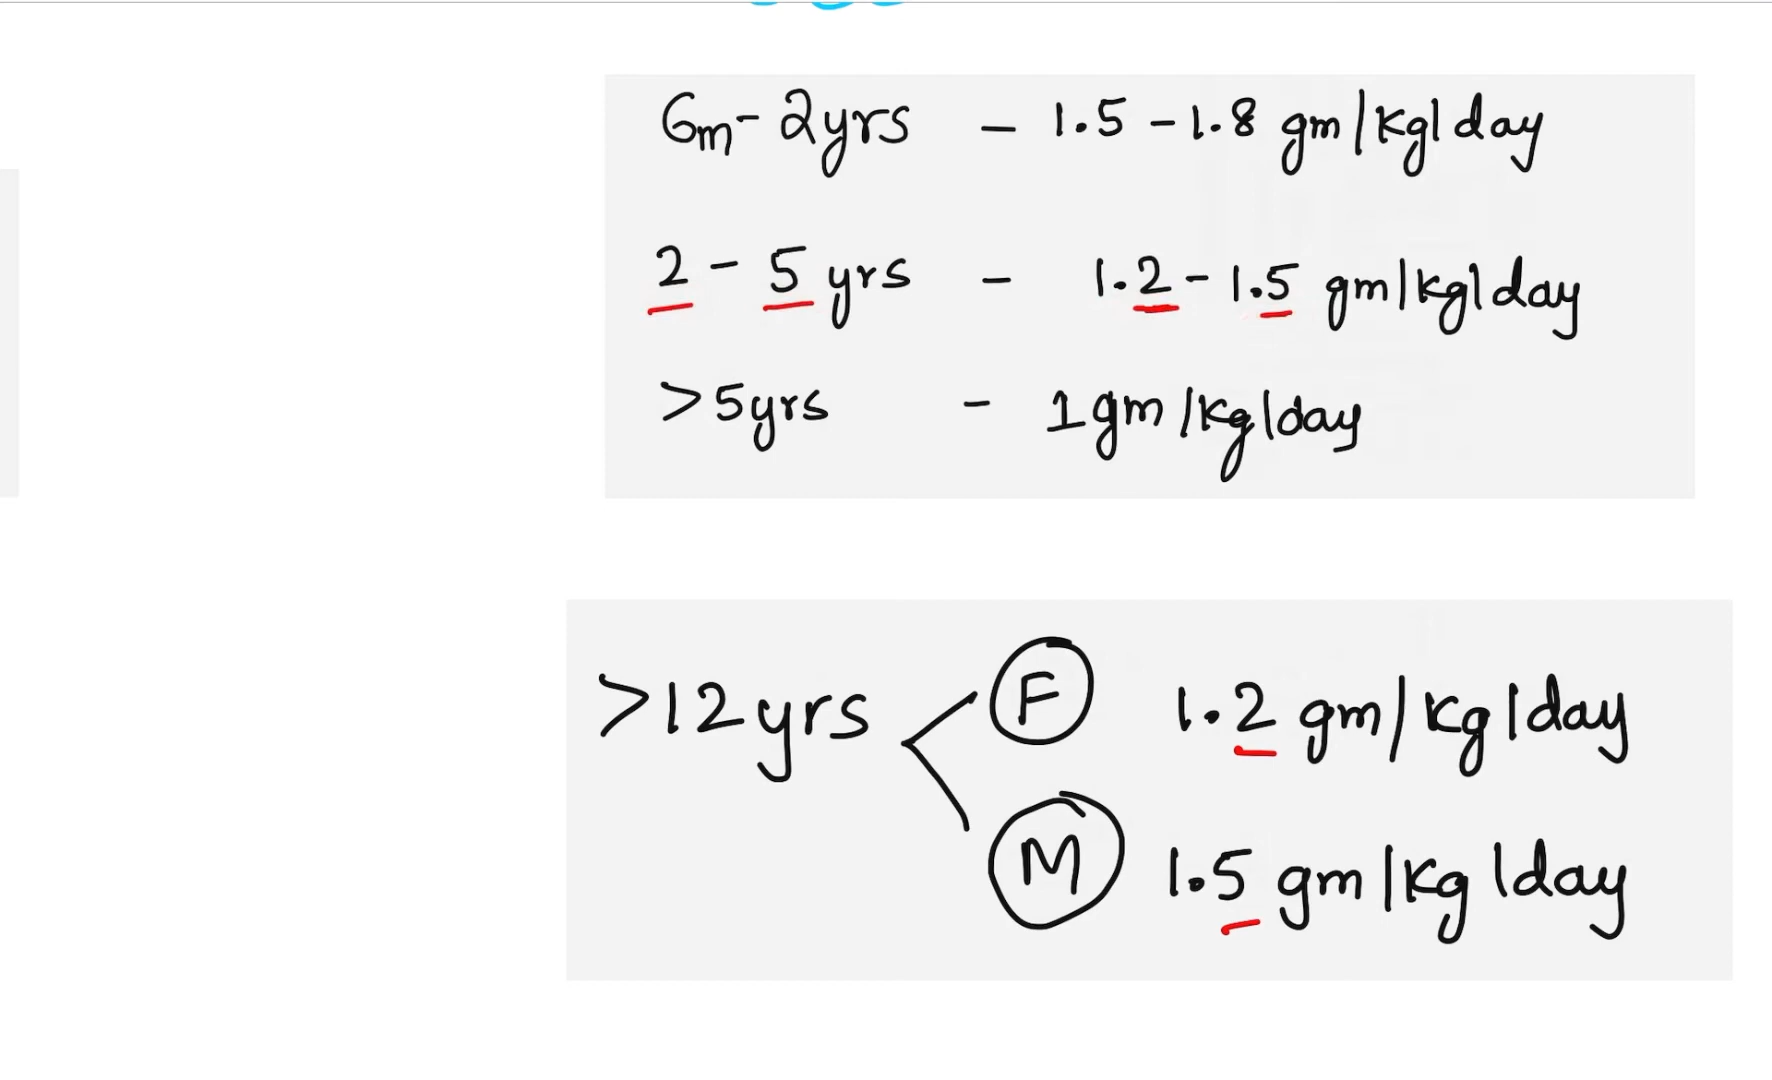 6m - 2yrs - 1.5 - 1.8 gm/kg/day
2 - 5 yrs - 1.2 - 1.5 gm/kg/day
>5yrs - 1gm/kg/day
>12yrs F 1.2 gm/kg/day
M 1.5 gm/kg/day